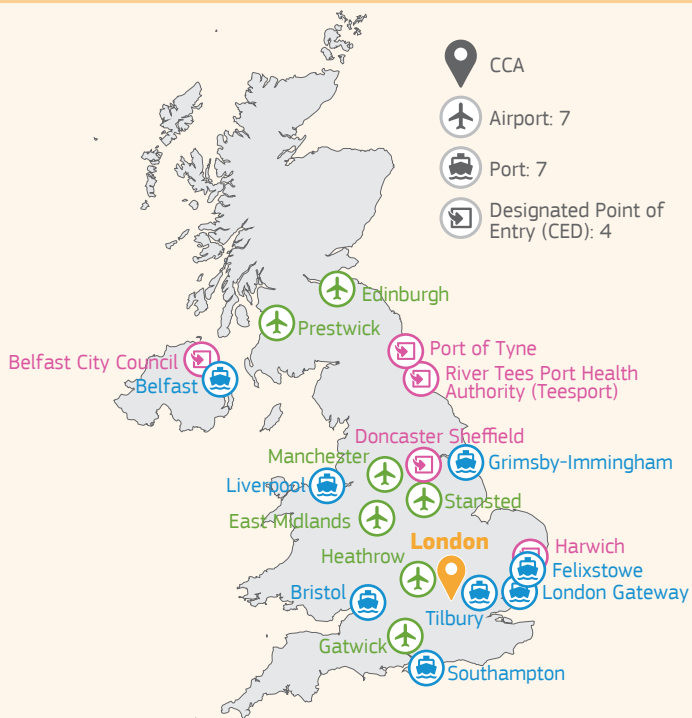 CCA
Airport: 7
Port: 7
Designated Point of
Entry (CED): 4
Edinburgh
Prestwick
Port of Tyne
Belfast City Council
River Tees Port Health
Authority (Teesport)
Belfast
Doncaster Sheffield
Manchester
Grimsby-Immingham
Liverpool
Stansted
East Midlands
London
Harwich
Heathrow
Felixstowe
Bristol
London Gateway
Tilbury
Gatwick
Southampton